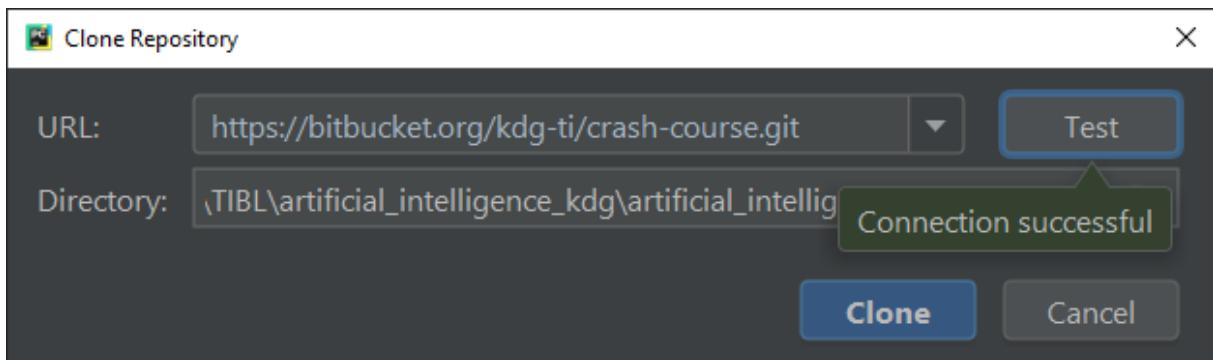 Clone Repository
URL: https://bitbucket.org/kdg-ti/crash-course.git Test
Directory: \TIBL\artificial_intelligence_kdg\artificial_intellig
Connection successful
Clone Cancel